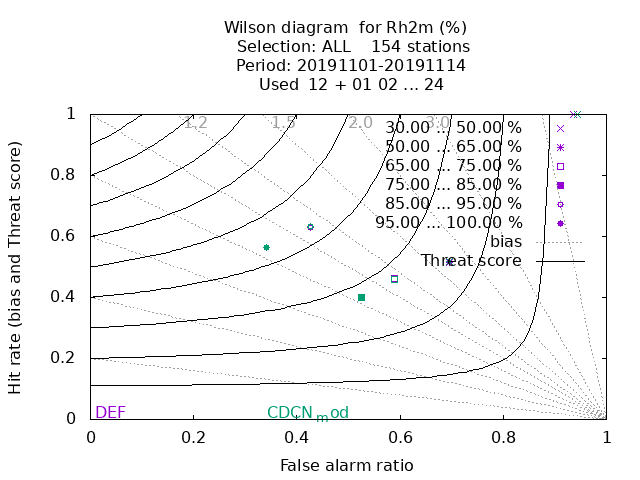 Wilson diagram  for Rh2m (%)
Selection: ALL    154 stations
Period: 20191101-20191114
Used  12 + 01 02 ... 24
Hit rate (bias and Threat score)
1
0.8
0.6
0.4
0.2
0
1.2
1.5
2.0
3.0
30.00 ... 50.00 %
50.00 ... 65.00 %
65.00 ... 75.00 %
75.00 ... 85.00 %
85.00 ... 95.00 %
95.00 ... 100.00 %
bias
Threat score
DEF
CDCN_mod
0 0.2 0.4 0.6 0.8 1
False alarm ratio